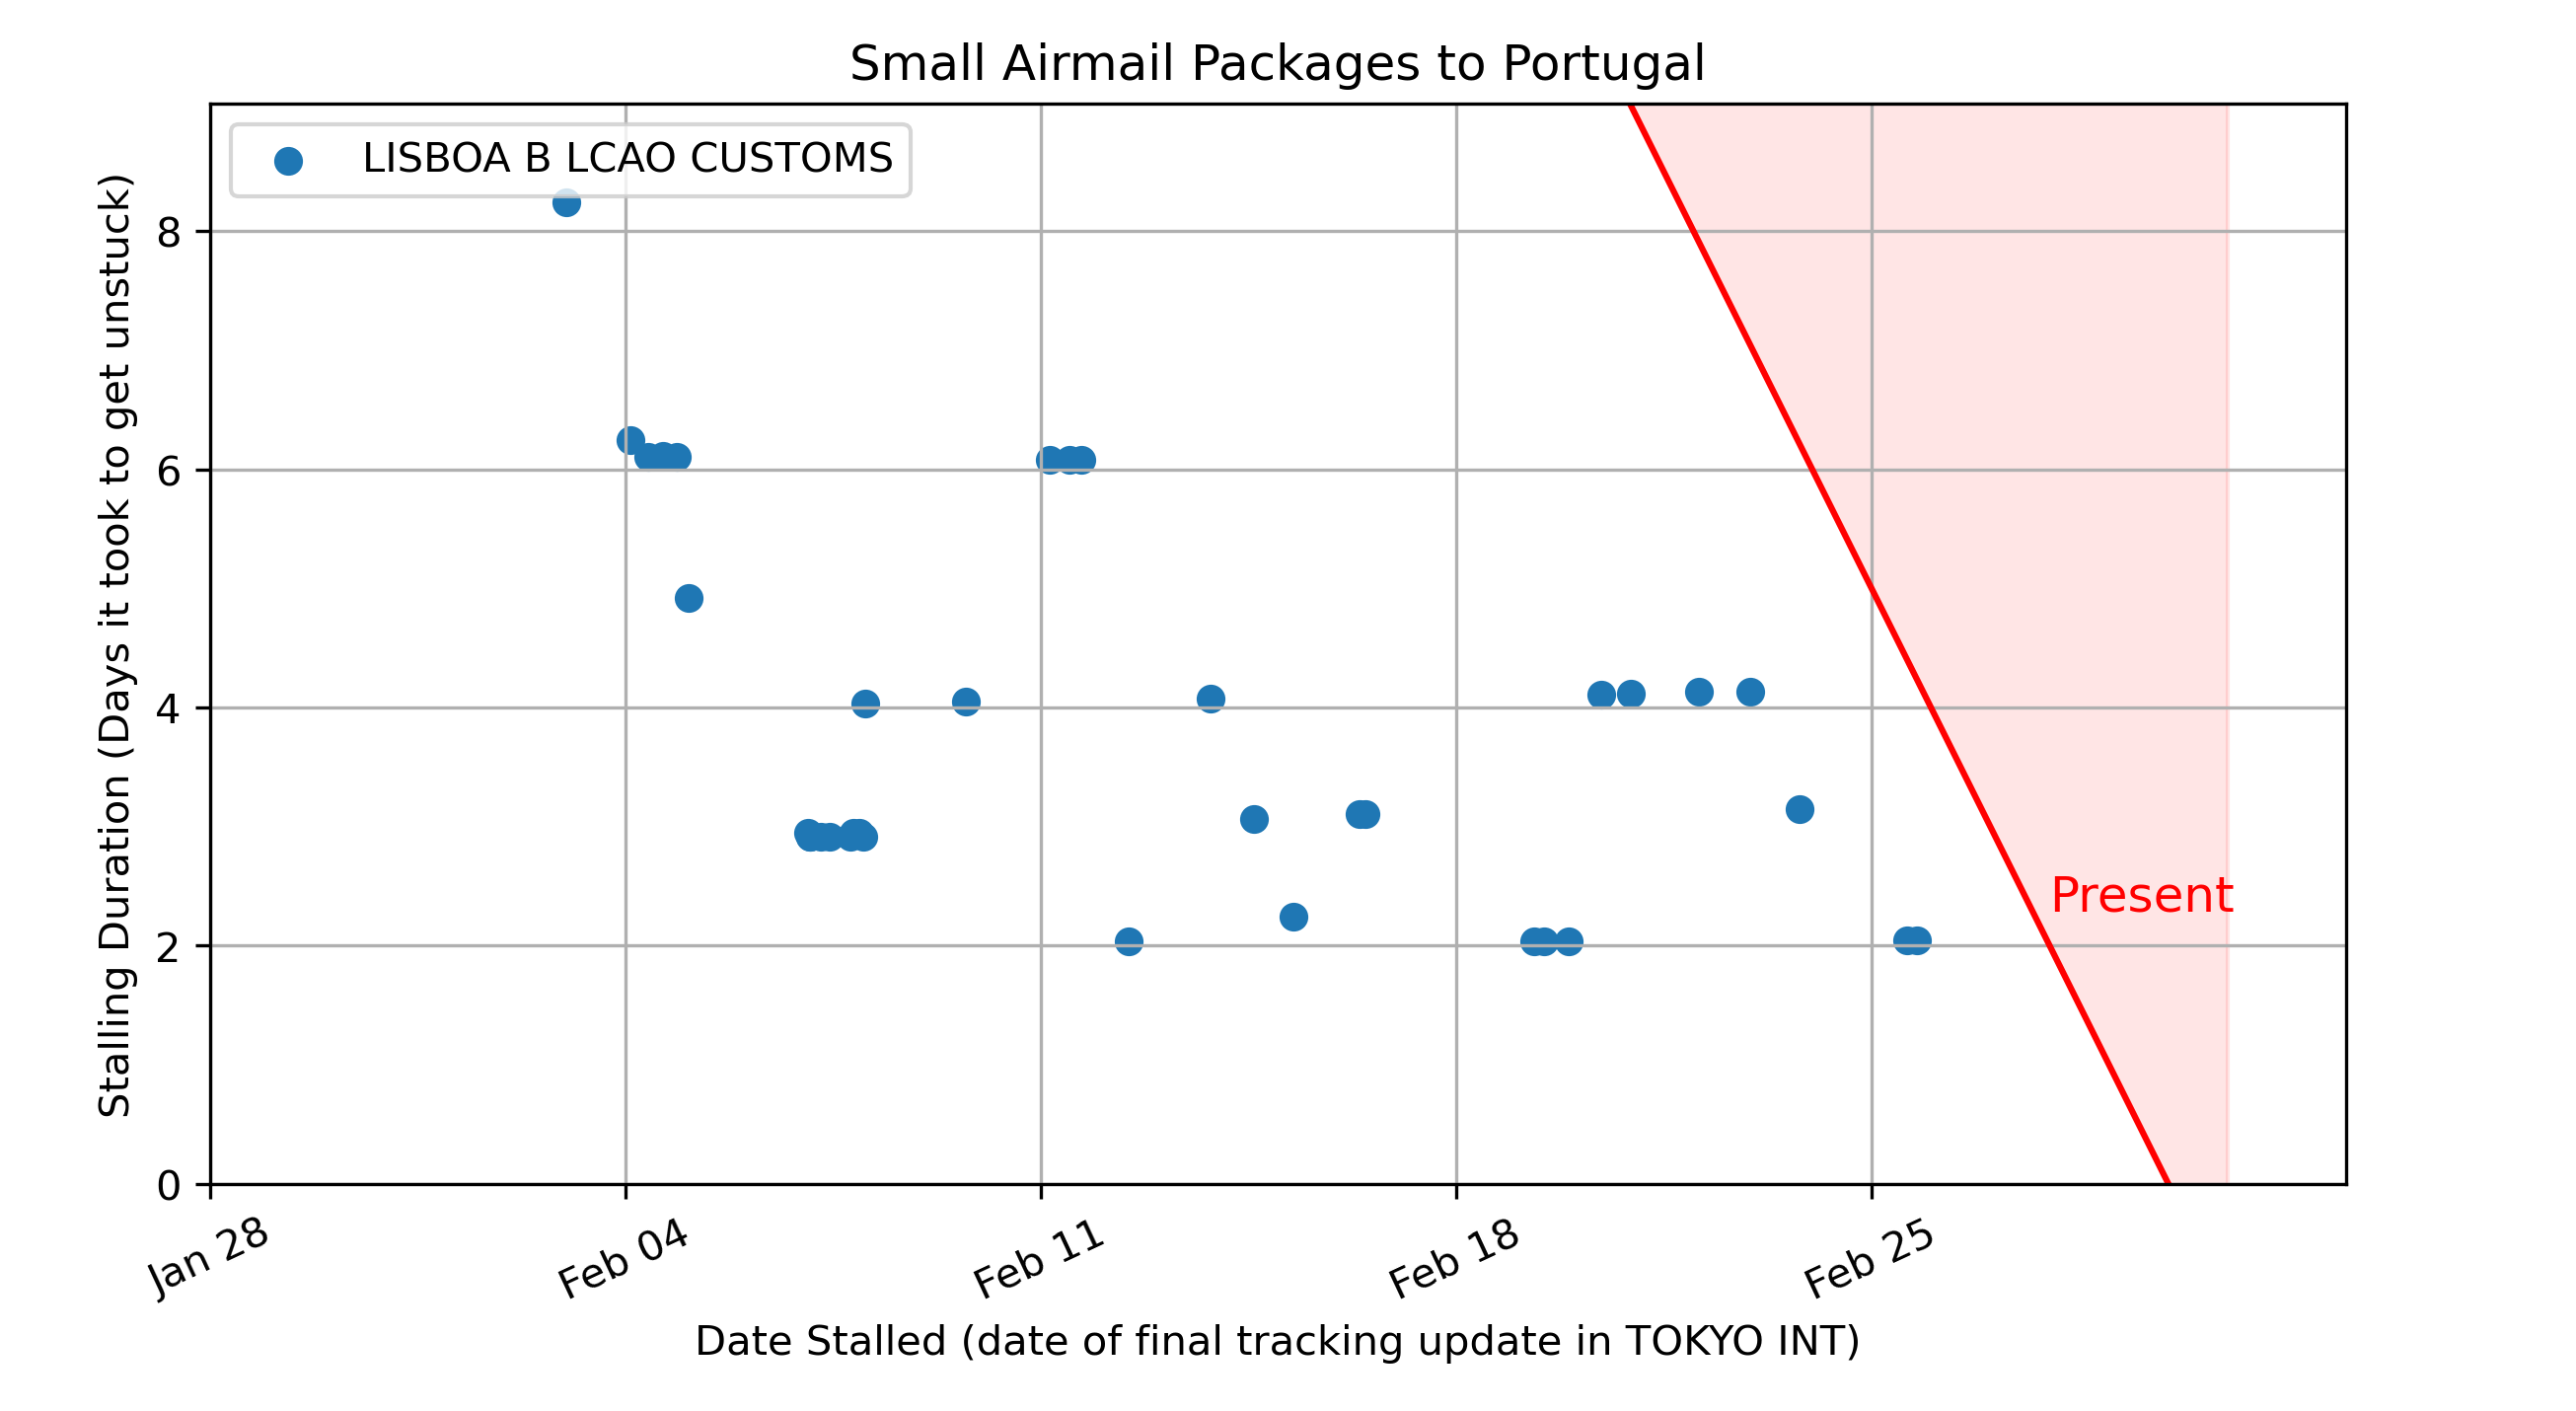 Small Airmail Packages to Portugal
LISBOA B LCAO CUSTOMS
Stalling Duration (Days it took to get unstuck)
8
6
4
2
0
Present
Jan 28
Feb 04
Feb 11
Feb 18
Feb 25
Date Stalled (date of final tracking update in TOKYO INT)